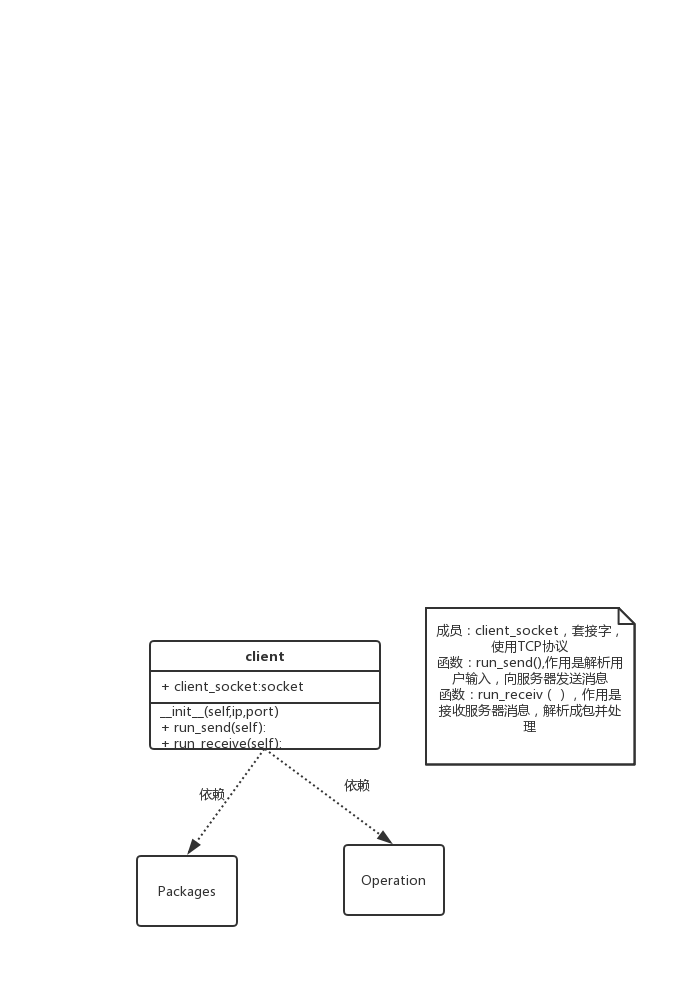 client
+ client_socket:socket
__init__(self,ip,port)
+ run_send(self):
+ run_receive(self):
成员：client_socket，套接字，
使用TCP协议
函数：run_send(),作用是解析用
户输入，向服务器发送消息
函数：run_receiv（ ），作用是
接收服务器消息，解析成包并处
理
依赖
依赖
Packages
Operation